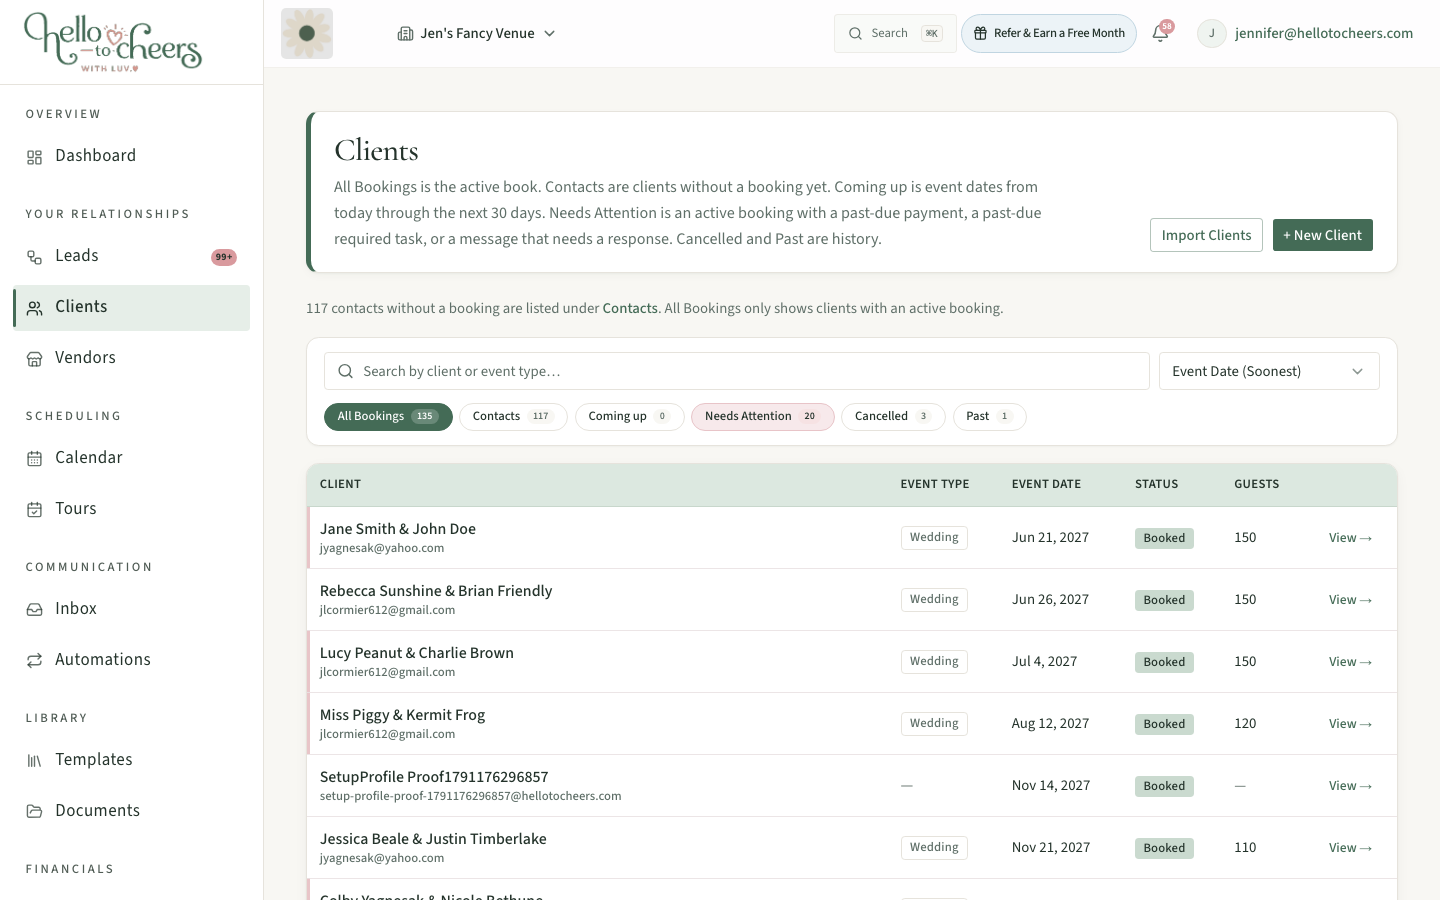 hello
to cheers
WITH LUV.
Jen's Fancy Venue
Search ⌘K
Refer & Earn a Free Month
58
J
jennifer@hellotocheers.com
OVERVIEW
Dashboard
YOUR RELATIONSHIPS
Leads 99+
Clients
Vendors
SCHEDULING
Calendar
Tours
COMMUNICATION
Inbox
Automations
LIBRARY
Templates
Documents
FINANCIALS
Clients
All Bookings is the active book. Contacts are clients without a booking yet. Coming up is event dates from
today through the next 30 days. Needs Attention is an active booking with a past-due payment, a past-due
required task, or a message that needs a response. Cancelled and Past are history.
Import Clients
+ New Client
117 contacts without a booking are listed under Contacts. All Bookings only shows clients with an active booking.
Search by client or event type…
Event Date (Soonest)
All Bookings 135
Contacts 117
Coming up 0
Needs Attention 20
Cancelled 3
Past 1
CLIENT EVENT TYPE EVENT DATE STATUS GUESTS
Jane Smith & John Doe
jyagnesak@yahoo.com
Wedding Jun 21, 2027 Booked 150 View →
Rebecca Sunshine & Brian Friendly
jlcormier612@gmail.com
Wedding Jun 26, 2027 Booked 150 View →
Lucy Peanut & Charlie Brown
jlcormier612@gmail.com
Wedding Jul 4, 2027 Booked 150 View →
Miss Piggy & Kermit Frog
jlcormier612@gmail.com
Wedding Aug 12, 2027 Booked 120 View →
SetupProfile Proof1791176296857
setup-profile-proof-1791176296857@hellotocheers.com
— Nov 14, 2027 Booked — View →
Jessica Beale & Justin Timberlake
jyagnesak@yahoo.com
Wedding Nov 21, 2027 Booked 110 View →
Colby Yagnesak & Nicole Bethune